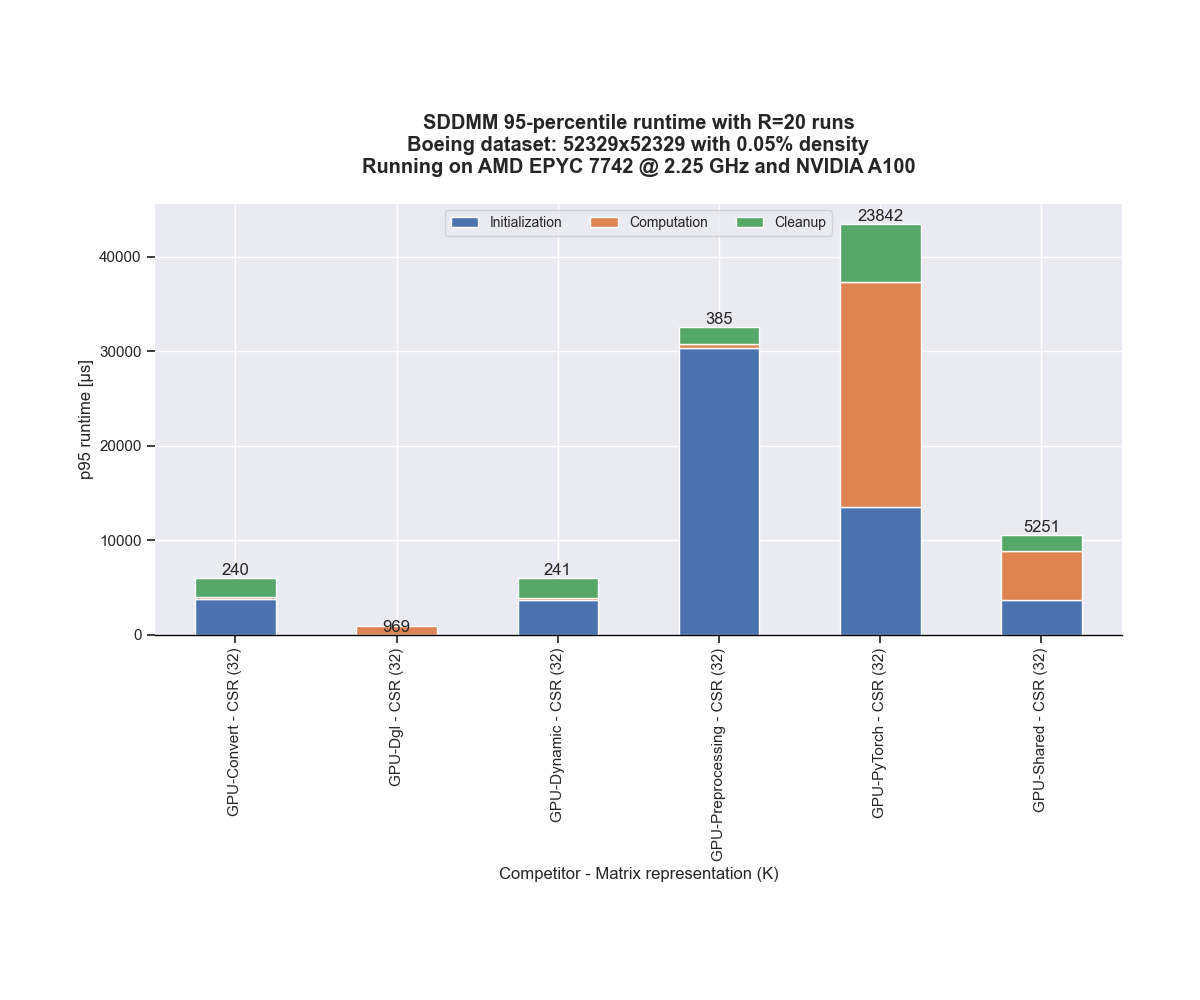 SDDMM 95-percentile runtime with R=20 runs
Boeing dataset: 52329x52329 with 0.05% density
Running on AMD EPYC 7742 @ 2.25 GHz and NVIDIA A100
Initialization
Computation
Cleanup
p95 runtime [µs]
40000
30000
20000
10000
0
240
969
241
385
23842
5251
GPU-Convert - CSR (32)
GPU-Dgl - CSR (32)
GPU-Dynamic - CSR (32)
GPU-Preprocessing - CSR (32)
GPU-PyTorch - CSR (32)
GPU-Shared - CSR (32)
Competitor - Matrix representation (K)